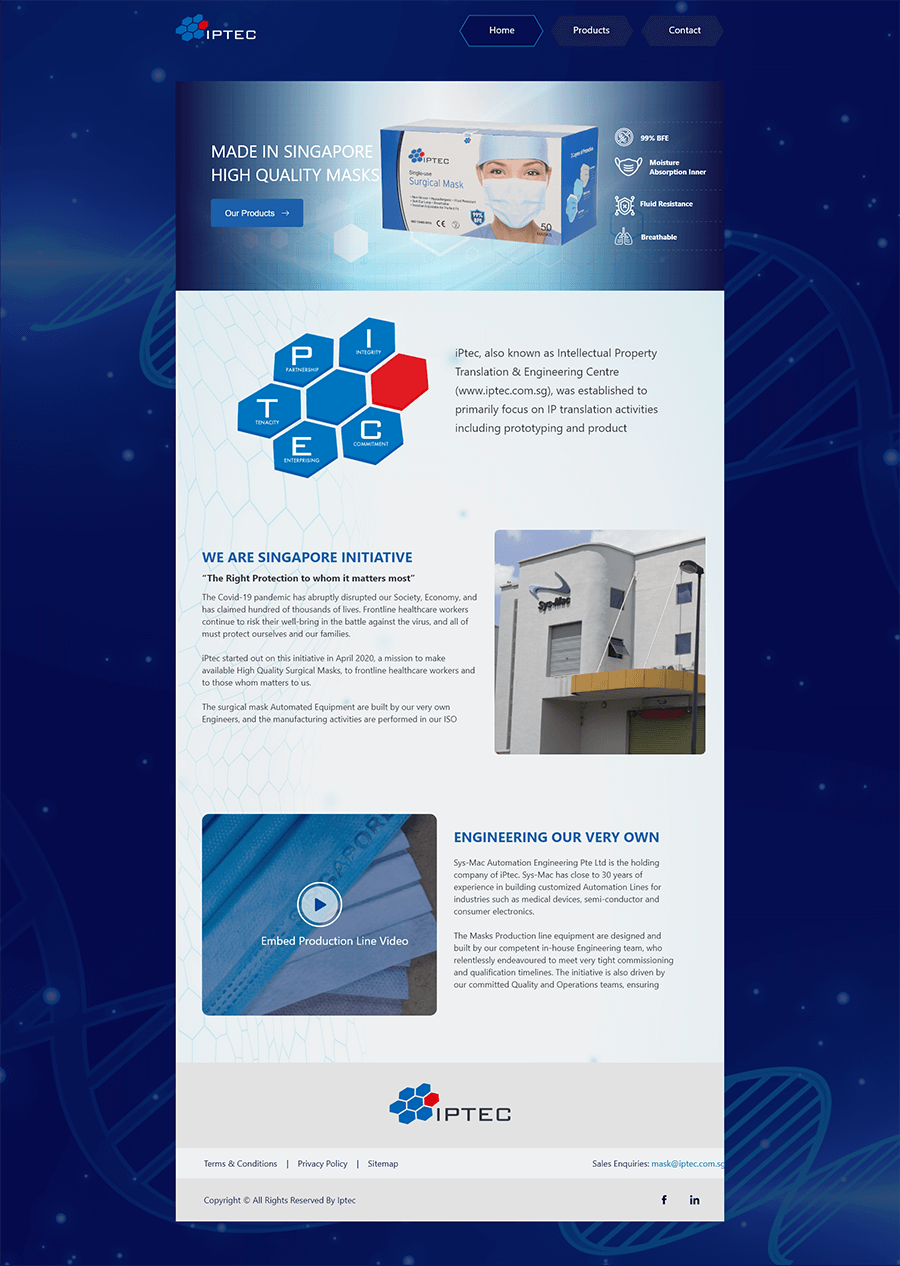 IPTEC
Home
Products
Contact
MADE IN SINGAPORE
HIGH QUALITY MASKS
Our Products →
IPTEC
Single-use
Surgical Mask
99%
BFE
50
MASKS
99% BFE
Moisture
Absorption Inner
Fluid Resistance
Breathable
P
PARTNERSHIP
I
INTEGRITY
T
TENACITY
E
ENTERPRISING
C
COMMITMENT
iPtec, also known as Intellectual Property
Translation & Engineering Centre
(www.iptec.com.sg), was established to
primarily focus on IP translation activities
including prototyping and product
WE ARE SINGAPORE INITIATIVE
“The Right Protection to whom it matters most”
The Covid-19 pandemic has abruptly disrupted our Society, Economy, and
has claimed hundred of thousands of lives. Frontline healthcare workers
continue to risk their well-bring in the battle against the virus, and all of
must protect ourselves and our families.
iPtec started out on this initiative in April 2020, a mission to make
available High Quality Surgical Masks, to frontline healthcare workers and
to those whom matters to us.
The surgical mask Automated Equipment are built by our very own
Engineers, and the manufacturing activities are performed in our ISO
Sys-Mac
SINGAPORE
Embed Production Line Video
ENGINEERING OUR VERY OWN
Sys-Mac Automation Engineering Pte Ltd is the holding
company of iPtec. Sys-Mac has close to 30 years of
experience in building customized Automation Lines for
industries such as medical devices, semi-conductor and
consumer electronics.
The Masks Production line equipment are designed and
built by our competent in-house Engineering team, who
relentlessly endeavoured to meet very tight commissioning
and qualification timelines. The initiative is also driven by
our committed Quality and Operations teams, ensuring
IPTEC
Terms & Conditions | Privacy Policy | Sitemap
Sales Enquiries: mask@iptec.com.sg
Copyright © All Rights Reserved By Iptec
f in